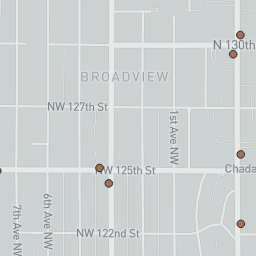 N 130th
BROADVIEW
NW 127th St
1st Ave NW
NW 125th St
Chada
7th Ave NW
6th Ave NW
NW 122nd St